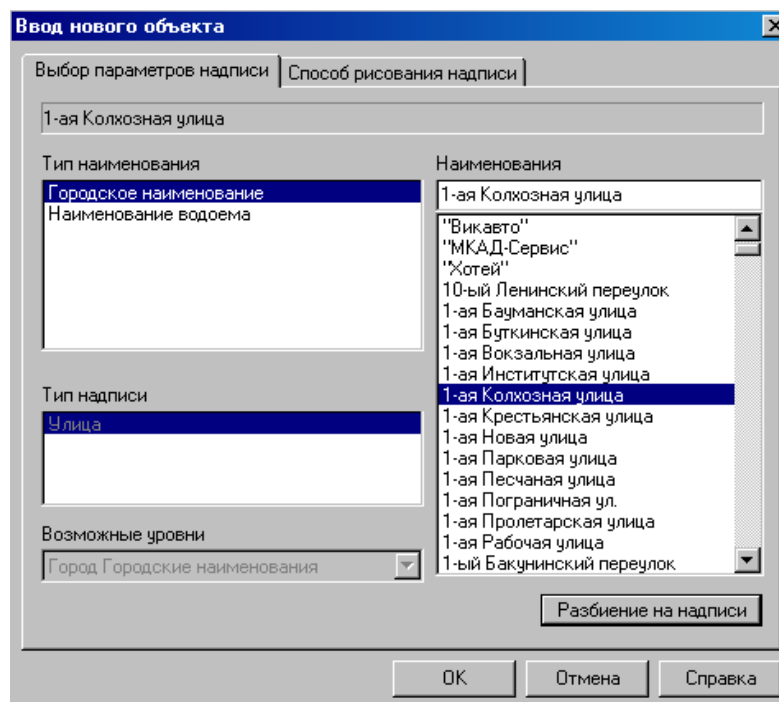 Ввод нового объекта
Выбор параметров надписи
Способ рисования надписи
1-ая Колхозная улица
Тип наименования
Городское наименование
Наименование водоема
Тип надписи
Улица
Возможные уровни
Город Городские наименования
Наименования
1-ая Колхозная улица
"Викавто"
"МКАД-Сервис"
"Хотей"
10-ый Ленинский переулок
1-ая Бауманская улица
1-ая Буткинская улица
1-ая Вокзальная улица
1-ая Институтская улица
1-ая Колхозная улица
1-ая Крестьянская улица
1-ая Новая улица
1-ая Парковая улица
1-ая Песчаная улица
1-ая Пограничная ул.
1-ая Пролетарская улица
1-ая Рабочая улица
1-ый Бакунинский переулок
Разбиение на надписи
OK
Отмена
Справка